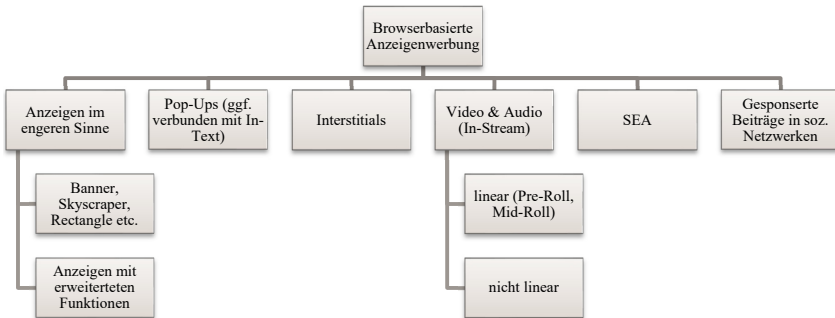 Browserbasierte
Anzeigenwerbung
Anzeigen im
engeren Sinne
Pop-Ups (ggf.
verbunden mit In-
Text)
Interstitials
Video & Audio
(In-Stream)
SEA
Gesponserte
Beiträge in soz.
Netzwerken
Banner,
Skyscraper,
Rectangle etc.
linear (Pre-Roll,
Mid-Roll)
Anzeigen mit
erweiterteten
Funktionen
nicht linear